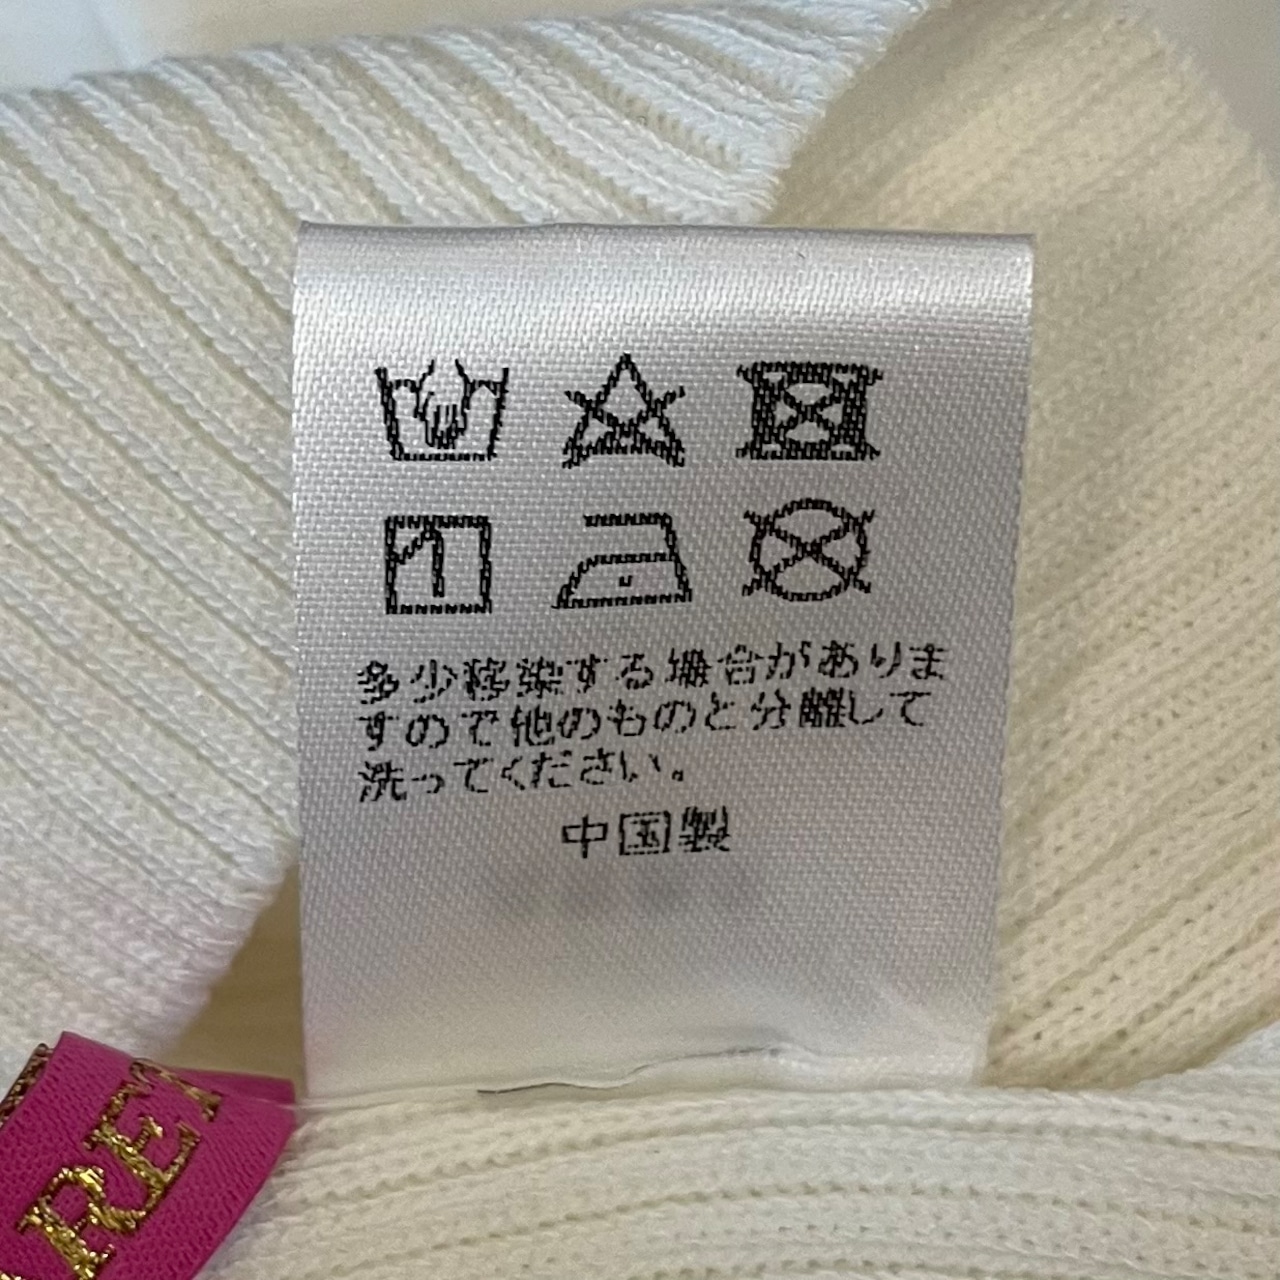 多少移染する場合がありま
すので他のものと分離して
洗ってください。
中国製